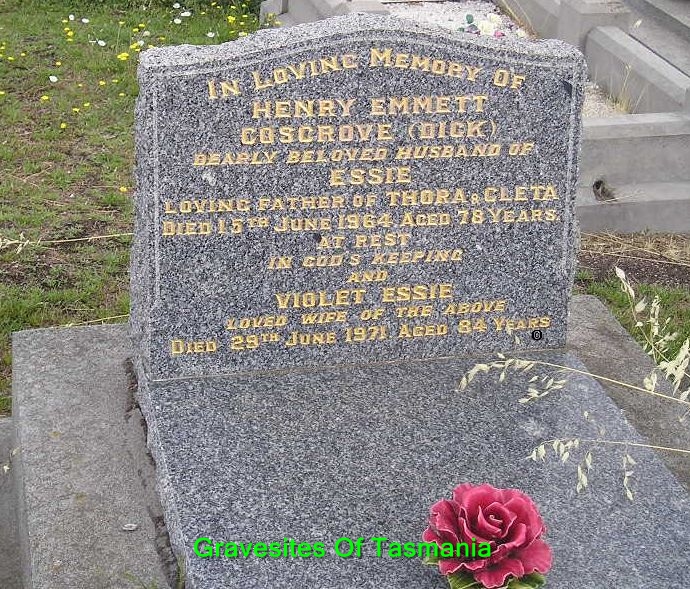 IN LOVING MEMORY OF
HENRY EMMETT
COSGROVE (DICK)
DEARLY BELOVED HUSBAND OF
ESSIE
LOVING FATHER OF THORA & CLETA
DIED 13TH JUNE 1964 AGED 78 YEARS.
AT REST
IN GOD'S KEEPING
AND
VIOLET ESSIE
LOVED WIFE OF THE ABOVE
DIED 29TH JUNE 1971 AGED 84 YEARS
Gravesites Of Tasmania